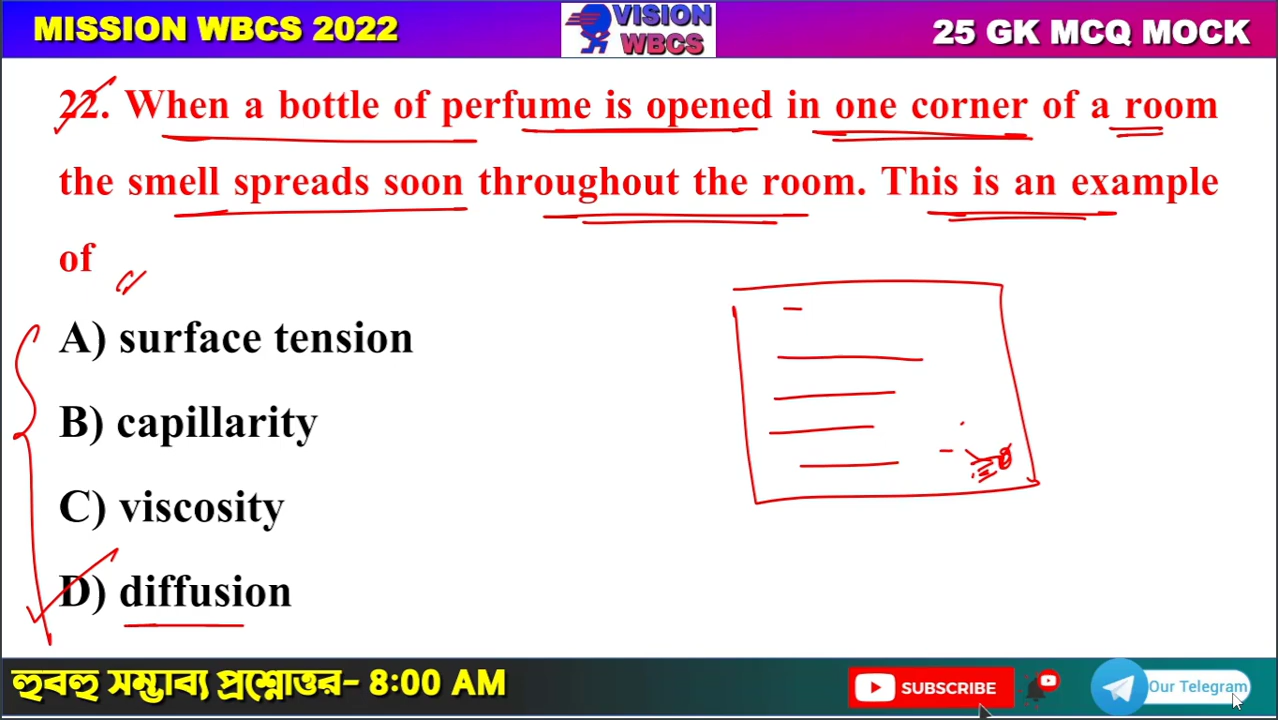 MISSION WBCS 2022
VISION
WBCS
25 GK MCQ MOCK
22. When a bottle of perfume is opened in one corner of a room
the smell spreads soon throughout the room. This is an example
of
A) surface tension
B) capillarity
C) viscosity
D) diffusion
হুবহু সম্ভাব্য প্রশ্নোত্তর- 8:00 AM
SUBSCRIBE
Our Telegram